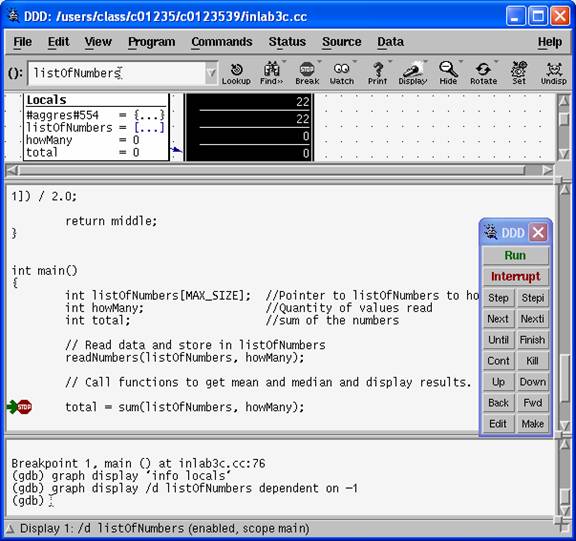 DDD: /users/class/c01235/c0123539/inlab3c.cc
File Edit View Program Commands Status Source Data Help
(): listOfNumbers
Lookup Find>> Break Watch Print Display Hide Rotate Set Undisp
Locals
#aggres#554 = {...}
listOfNumbers = [...]
howMany = 0
total = 0
22
22
0
0
1]) / 2.0;
return middle;
}
int main()
{
int listOfNumbers[MAX_SIZE]; //Pointer to listOfNumbers to ho
int howMany; //Quantity of values read
int total; //sum of the numbers
// Read data and store in listOfNumbers
readNumbers(listOfNumbers, howMany);
// Call functions to get mean and median and display results.
STOP total = sum(listOfNumbers, howMany);
DDD
Run
Interrupt
Step Stepi
Next Nexti
Until Finish
Cont Kill
Up Down
Back Fwd
Edit Make
Breakpoint 1, main () at inlab3c.cc:76
(gdb) graph display `info locals`
(gdb) graph display /d listOfNumbers dependent on -1
(gdb)
Display 1: /d listOfNumbers (enabled, scope main)